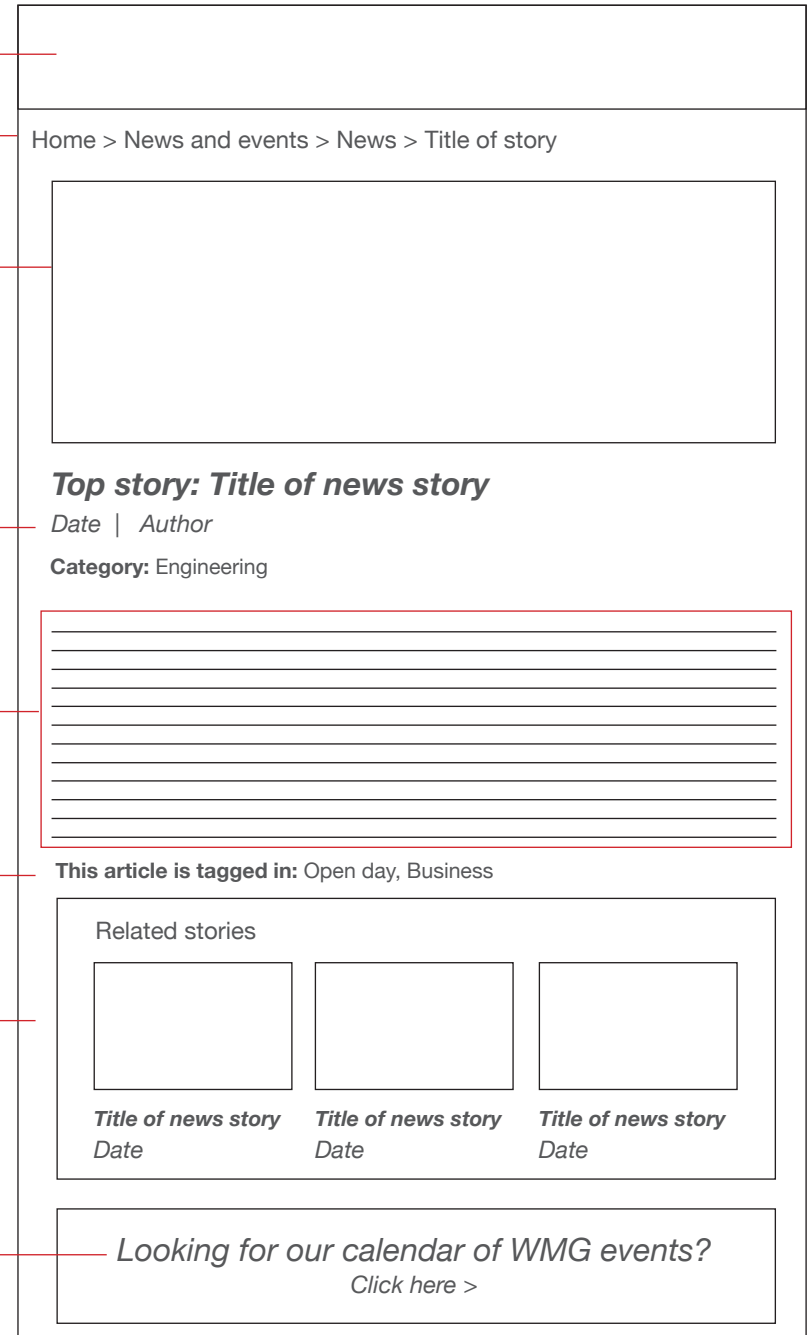 Home > News and events > News > Title of story
Top story: Title of news story
Date | Author
Category: Engineering
This article is tagged in: Open day, Business
Related stories
Title of news story Title of news story Title of news story
Date Date Date
Looking for our calendar of WMG events?
Click here >